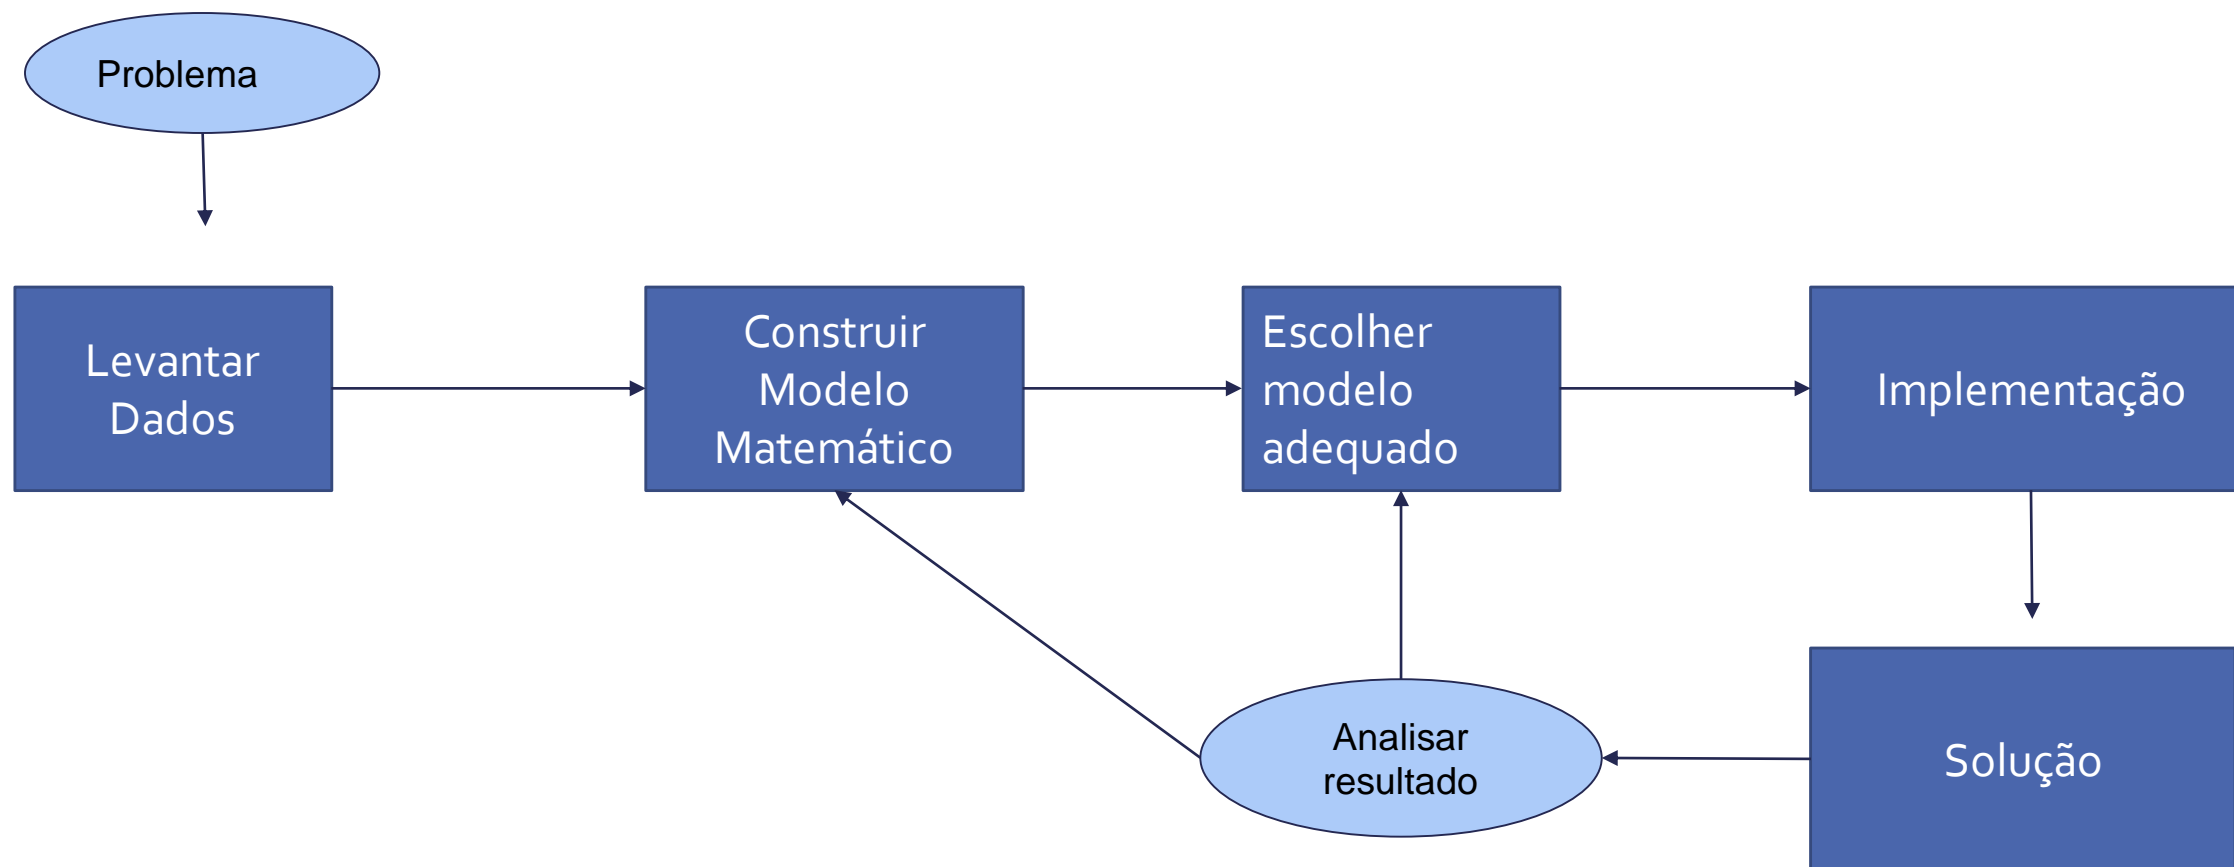 Problema
Levantar
Dados
Construir
Modelo
Matemático
Escolher
modelo
adequado
Implementação
Analisar
resultado
Solução